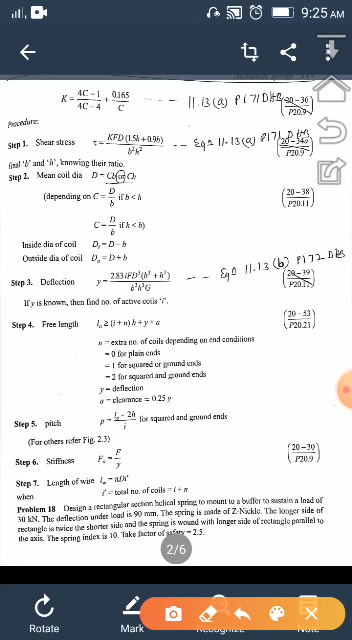 9:25 AM
K = (4C − 1)/(4C − 4) + 0.165/C --- 11.13(a) P171 DHB (20−36 / P20.9)
Procedure:
Step 1. Shear stress τ = KFD (1.5h + 0.9b) / b²h² -- Eqn 11.13(a) P171 DHB (20−34a / P20.9)
final 'b' and 'h', knowing their ratio.
Step 2. Mean coil dia D = Cb or Ch
(depending on C = D/b if b < h (20−38 / P20.11)
C = D/b if h < b)
Inside dia of coil Dᵢ = D − b
Outside dia of coil Dₒ = D + b
Step 3. Deflection y = 2.83 iFD³ (b² + h²) / b³h³G -- Eqn 11.13(b) P172 DHB (20−39 / P20.11)
If y is known, then find no. of active coils 'i'.
Step 4. Free length lₒ ≥ (i + n) h + y + a (20−53 / P20.21)
n = extra no. of coils depending on end conditions
= 0 for plain ends
= 1 for squared or ground ends
= 2 for squared and ground ends
y = deflection
a = clearance = 0.25 y
Step 5. pitch p = (lₒ − 2h)/i for squared and ground ends
(For others refer Fig. 2.3)
Step 6. Stiffness Fₒ = F/y (20−30 / P20.9)
Step 7. Length of wire lₐ = πDi'
when i' = total no. of coils = i + n
Problem 18 Design a rectangular section helical spring to mount to a buffer to sustain a load of
30 kN. The deflection under load is 90 mm. The spring is made of Z-Nickle. The longer side of
rectangle is twice the shorter side and the spring is wound with longer side of rectangle parallel to
the axis. The spring index is 10. Take factor of safety = 2.5.
2/6
Rotate Mark Recognize Note